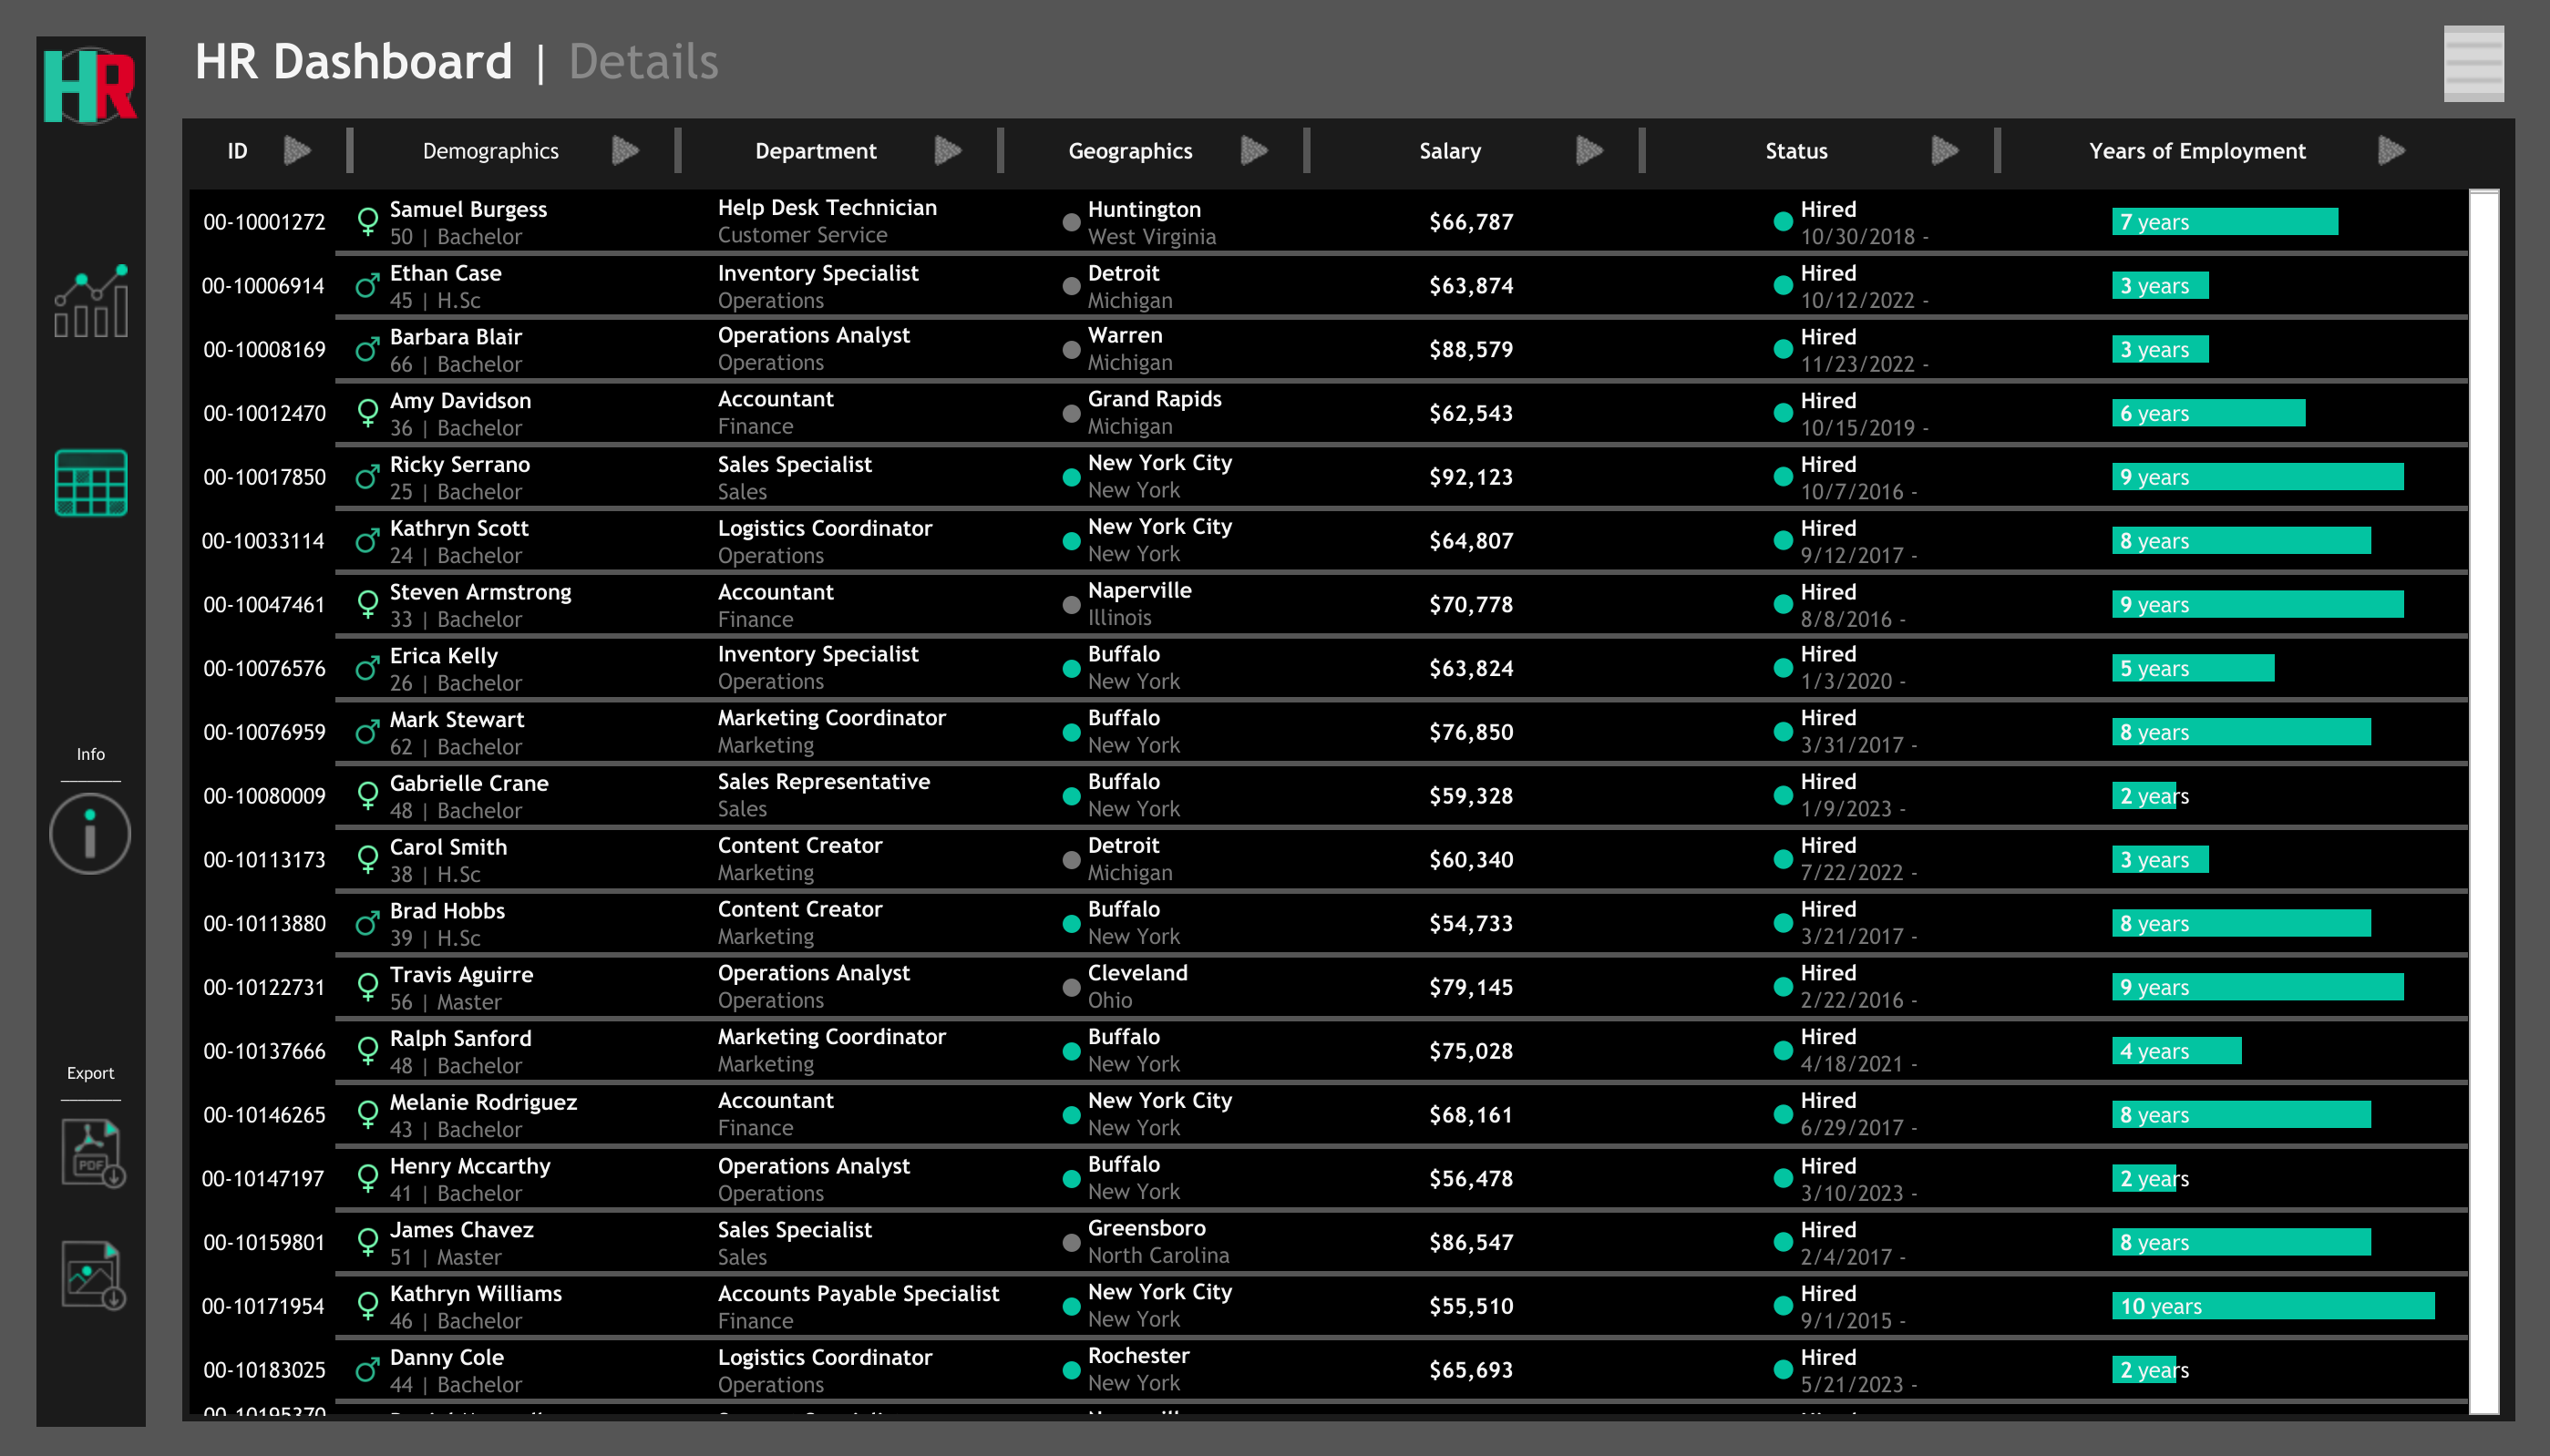 HR
HR Dashboard | Details
ID Demographics Department Geographics Salary Status Years of Employment
00-10001272 Samuel Burgess Help Desk Technician Huntington $66,787 Hired 7 years
50 | Bachelor Customer Service West Virginia 10/30/2018 -
00-10006914 Ethan Case Inventory Specialist Detroit $63,874 Hired 3 years
45 | H.Sc Operations Michigan 10/12/2022 -
00-10008169 Barbara Blair Operations Analyst Warren $88,579 Hired 3 years
66 | Bachelor Operations Michigan 11/23/2022 -
00-10012470 Amy Davidson Accountant Grand Rapids $62,543 Hired 6 years
36 | Bachelor Finance Michigan 10/15/2019 -
00-10017850 Ricky Serrano Sales Specialist New York City $92,123 Hired 9 years
25 | Bachelor Sales New York 10/7/2016 -
00-10033114 Kathryn Scott Logistics Coordinator New York City $64,807 Hired 8 years
24 | Bachelor Operations New York 9/12/2017 -
00-10047461 Steven Armstrong Accountant Naperville $70,778 Hired 9 years
33 | Bachelor Finance Illinois 8/8/2016 -
00-10076576 Erica Kelly Inventory Specialist Buffalo $63,824 Hired 5 years
26 | Bachelor Operations New York 1/3/2020 -
00-10076959 Mark Stewart Marketing Coordinator Buffalo $76,850 Hired 8 years
62 | Bachelor Marketing New York 3/31/2017 -
Info
00-10080009 Gabrielle Crane Sales Representative Buffalo $59,328 Hired 2 years
48 | Bachelor Sales New York 1/9/2023 -
00-10113173 Carol Smith Content Creator Detroit $60,340 Hired 3 years
38 | H.Sc Marketing Michigan 7/22/2022 -
00-10113880 Brad Hobbs Content Creator Buffalo $54,733 Hired 8 years
39 | H.Sc Marketing New York 3/21/2017 -
00-10122731 Travis Aguirre Operations Analyst Cleveland $79,145 Hired 9 years
56 | Master Operations Ohio 2/22/2016 -
00-10137666 Ralph Sanford Marketing Coordinator Buffalo $75,028 Hired 4 years
48 | Bachelor Marketing New York 4/18/2021 -
Export
00-10146265 Melanie Rodriguez Accountant New York City $68,161 Hired 8 years
43 | Bachelor Finance New York 6/29/2017 -
PDF
00-10147197 Henry Mccarthy Operations Analyst Buffalo $56,478 Hired 2 years
41 | Bachelor Operations New York 3/10/2023 -
00-10159801 James Chavez Sales Specialist Greensboro $86,547 Hired 8 years
51 | Master Sales North Carolina 2/4/2017 -
00-10171954 Kathryn Williams Accounts Payable Specialist New York City $55,510 Hired 10 years
46 | Bachelor Finance New York 9/1/2015 -
00-10183025 Danny Cole Logistics Coordinator Rochester $65,693 Hired 2 years
44 | Bachelor Operations New York 5/21/2023 -
00-10195370